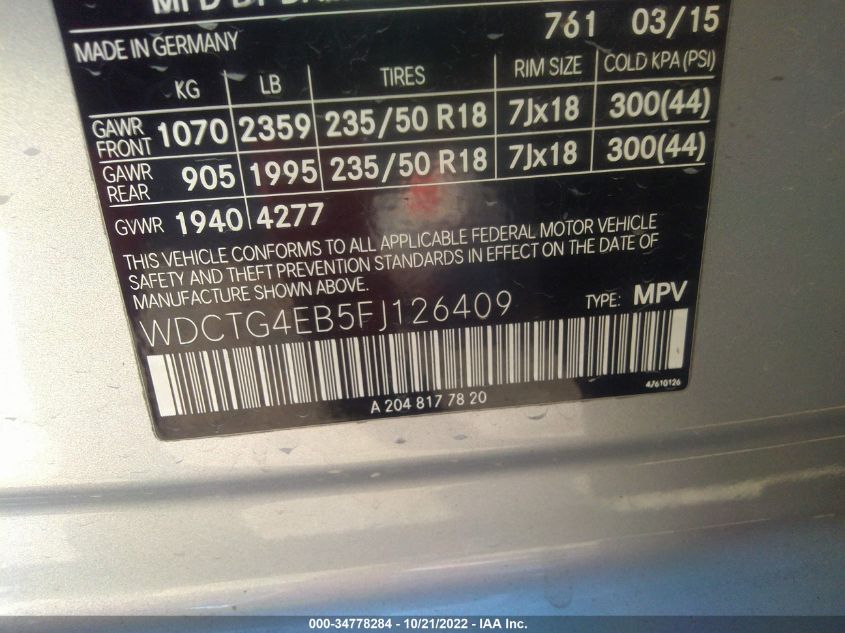 MFD BY
761 03/15
MADE IN GERMANY
KG LB TIRES RIM SIZE COLD KPA (PSI)
GAWR FRONT 1070 2359 235/50 R18 7Jx18 300(44)
GAWR REAR 905 1995 235/50 R18 7Jx18 300(44)
GVWR 1940 4277
THIS VEHICLE CONFORMS TO ALL APPLICABLE FEDERAL MOTOR VEHICLE
SAFETY AND THEFT PREVENTION STANDARDS IN EFFECT ON THE DATE OF
MANUFACTURE SHOWN ABOVE.
WDCTG4EB5FJ126409 TYPE: MPV
4J610126
A 204 817 78 20
000-34778284 - 10/21/2022 - IAA Inc.